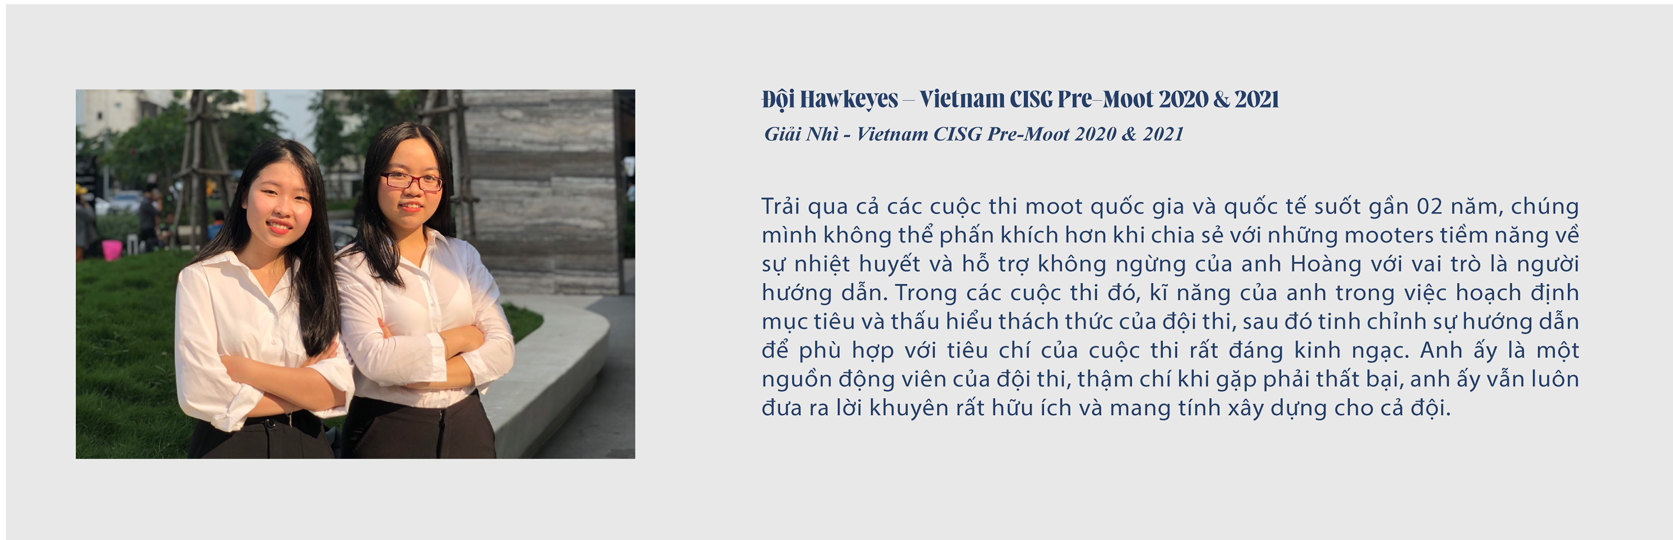 Đội Hawkeyes – Vietnam CISG Pre-Moot 2020 & 2021
Giải Nhì - Vietnam CISG Pre-Moot 2020 & 2021
Trải qua cả các cuộc thi moot quốc gia và quốc tế suốt gần 02 năm, chúng
mình không thể phấn khích hơn khi chia sẻ với những mooters tiềm năng về
sự nhiệt huyết và hỗ trợ không ngừng của anh Hoàng với vai trò là người
hướng dẫn. Trong các cuộc thi đó, kĩ năng của anh trong việc hoạch định
mục tiêu và thấu hiểu thách thức của đội thi, sau đó tinh chỉnh sự hướng dẫn
để phù hợp với tiêu chí của cuộc thi rất đáng kinh ngạc. Anh ấy là một
nguồn động viên của đội thi, thậm chí khi gặp phải thất bại, anh ấy vẫn luôn
đưa ra lời khuyên rất hữu ích và mang tính xây dựng cho cả đội.